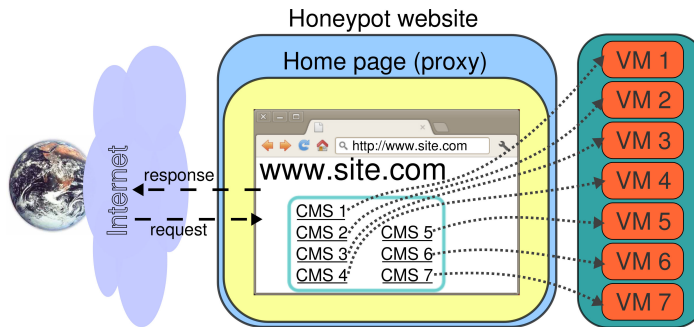 Honeypot website
Home page (proxy)
http://www.site.com
www.site.com
Internet
response
request
CMS 1
CMS 2
CMS 3
CMS 4
CMS 5
CMS 6
CMS 7
VM 1
VM 2
VM 3
VM 4
VM 5
VM 6
VM 7